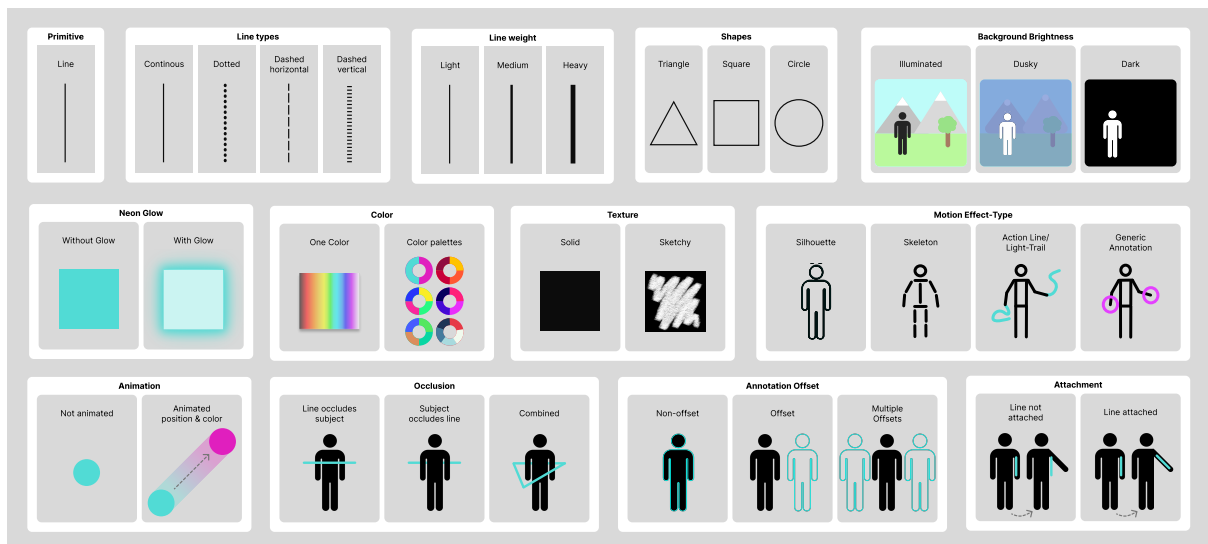 Primitive
Line
Line types
Continous
Dotted
Dashed
horizontal
Dashed
vertical
Line weight
Light
Medium
Heavy
Shapes
Triangle
Square
Circle
Background Brightness
Illuminated
Dusky
Dark
Neon Glow
Without Glow
With Glow
Color
One Color
Color palettes
Texture
Solid
Sketchy
Motion Effect-Type
Silhouette
Skeleton
Action Line/
Light-Trail
Generic
Annotation
Animation
Not animated
Animated
position & color
Occlusion
Line occludes
subject
Subject
occludes line
Combined
Annotation Offset
Non-offset
Offset
Multiple
Offsets
Attachment
Line not
attached
Line attached